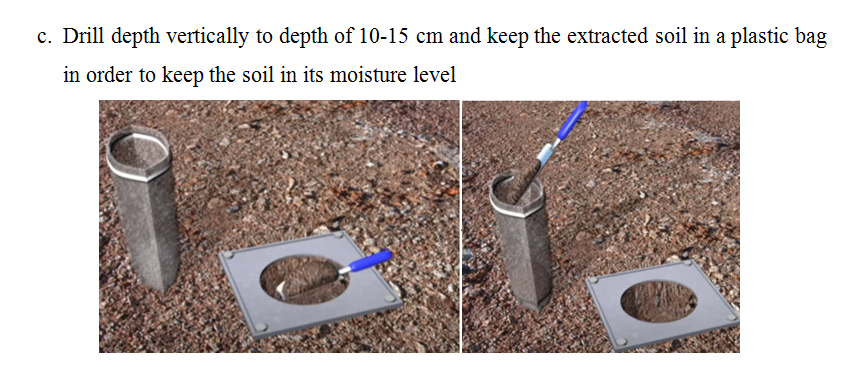 c. Drill depth vertically to depth of 10-15 cm and keep the extracted soil in a plastic bag
in order to keep the soil in its moisture level